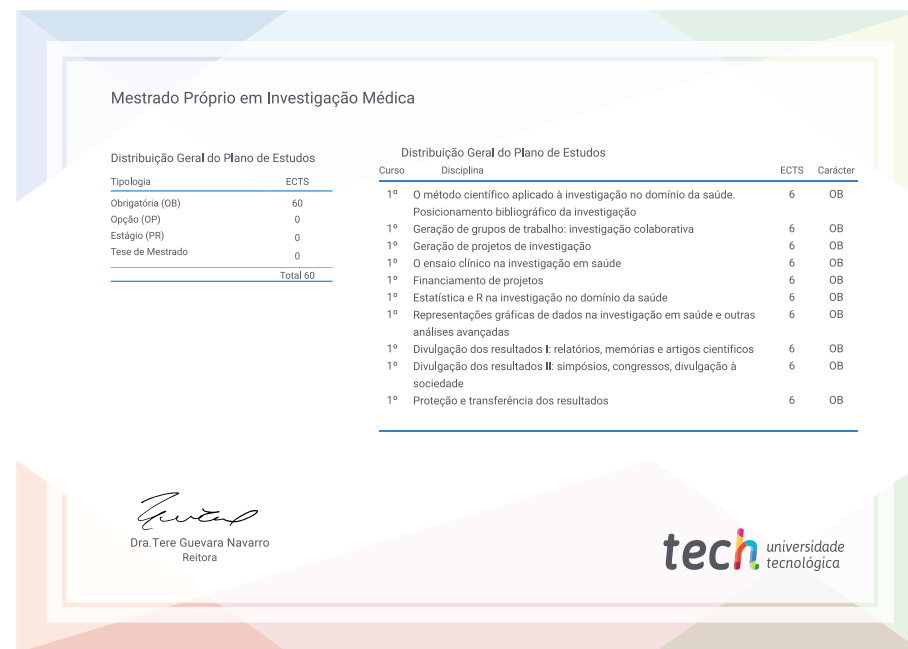 Mestrado Próprio em Investigação Médica
Distribuição Geral do Plano de Estudos
Tipologia ECTS
Obrigatória (OB) 60
Opção (OP) 0
Estágio (PR) 0
Tese de Mestrado 0
Total 60
Distribuição Geral do Plano de Estudos
Curso Disciplina ECTS Carácter
1º O método científico aplicado à investigação no domínio da saúde. 6 OB
Posicionamento bibliográfico da investigação
1º Geração de grupos de trabalho: investigação colaborativa 6 OB
1º Geração de projetos de investigação 6 OB
1º O ensaio clínico na investigação em saúde 6 OB
1º Financiamento de projetos 6 OB
1º Estatística e R na investigação no domínio da saúde 6 OB
1º Representações gráficas de dados na investigação em saúde e outras 6 OB
análises avançadas
1º Divulgação dos resultados I: relatórios, memórias e artigos científicos 6 OB
1º Divulgação dos resultados II: simpósios, congressos, divulgação à 6 OB
sociedade
1º Proteção e transferência dos resultados 6 OB
Dra.Tere Guevara Navarro
Reitora
tech universidade
tecnológica